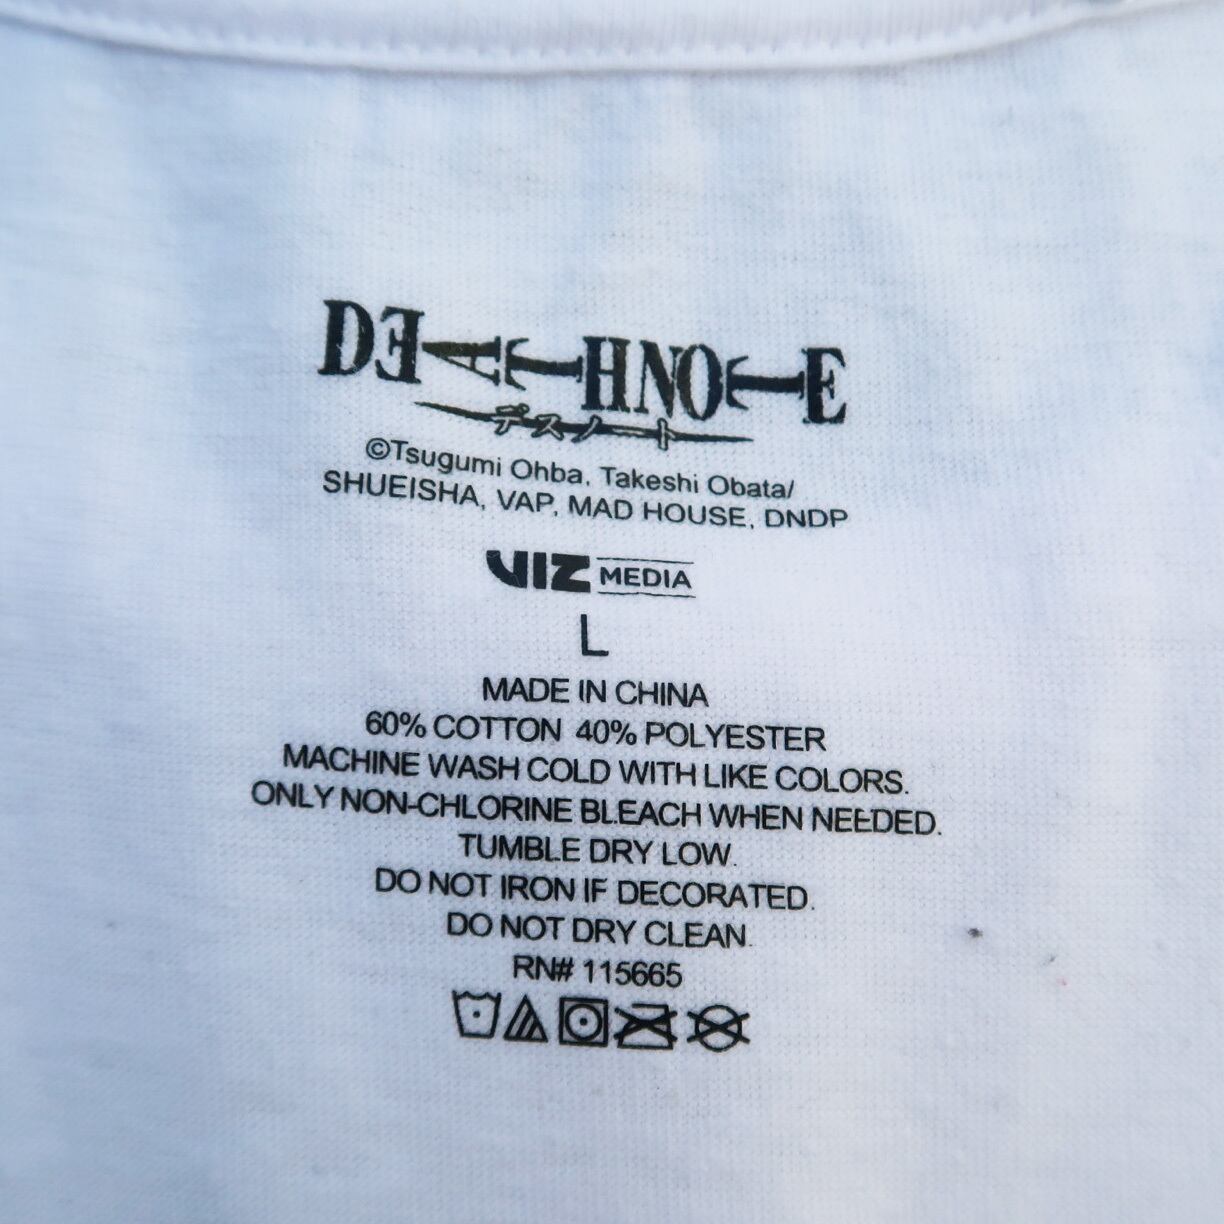 DEATHNOTE
デスノート
©Tsugumi Ohba, Takeshi Obata/
SHUEISHA, VAP, MAD HOUSE, DNDP
VIZ MEDIA
L
MADE IN CHINA
60% COTTON 40% POLYESTER
MACHINE WASH COLD WITH LIKE COLORS.
ONLY NON-CHLORINE BLEACH WHEN NEEDED.
TUMBLE DRY LOW.
DO NOT IRON IF DECORATED.
DO NOT DRY CLEAN.
RN# 115665